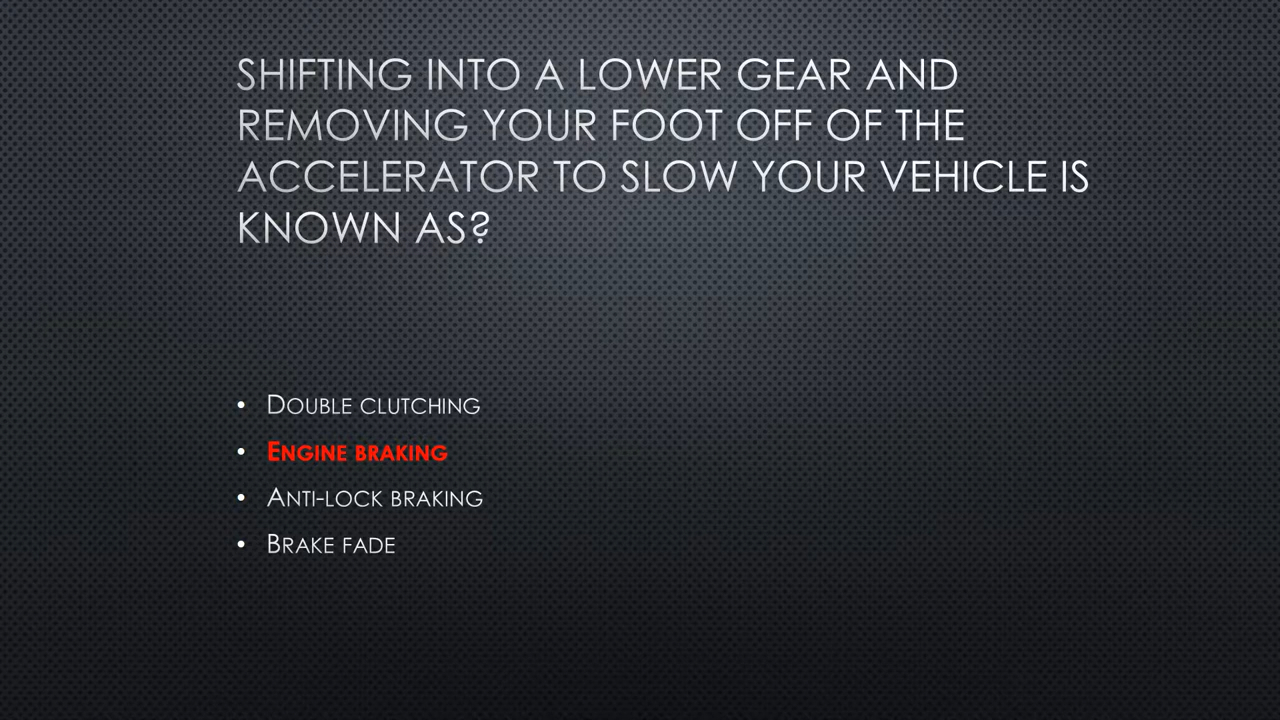 SHIFTING INTO A LOWER GEAR AND
REMOVING YOUR FOOT OFF OF THE
ACCELERATOR TO SLOW YOUR VEHICLE IS
KNOWN AS?
• DOUBLE CLUTCHING
• ENGINE BRAKING
• ANTI-LOCK BRAKING
• BRAKE FADE